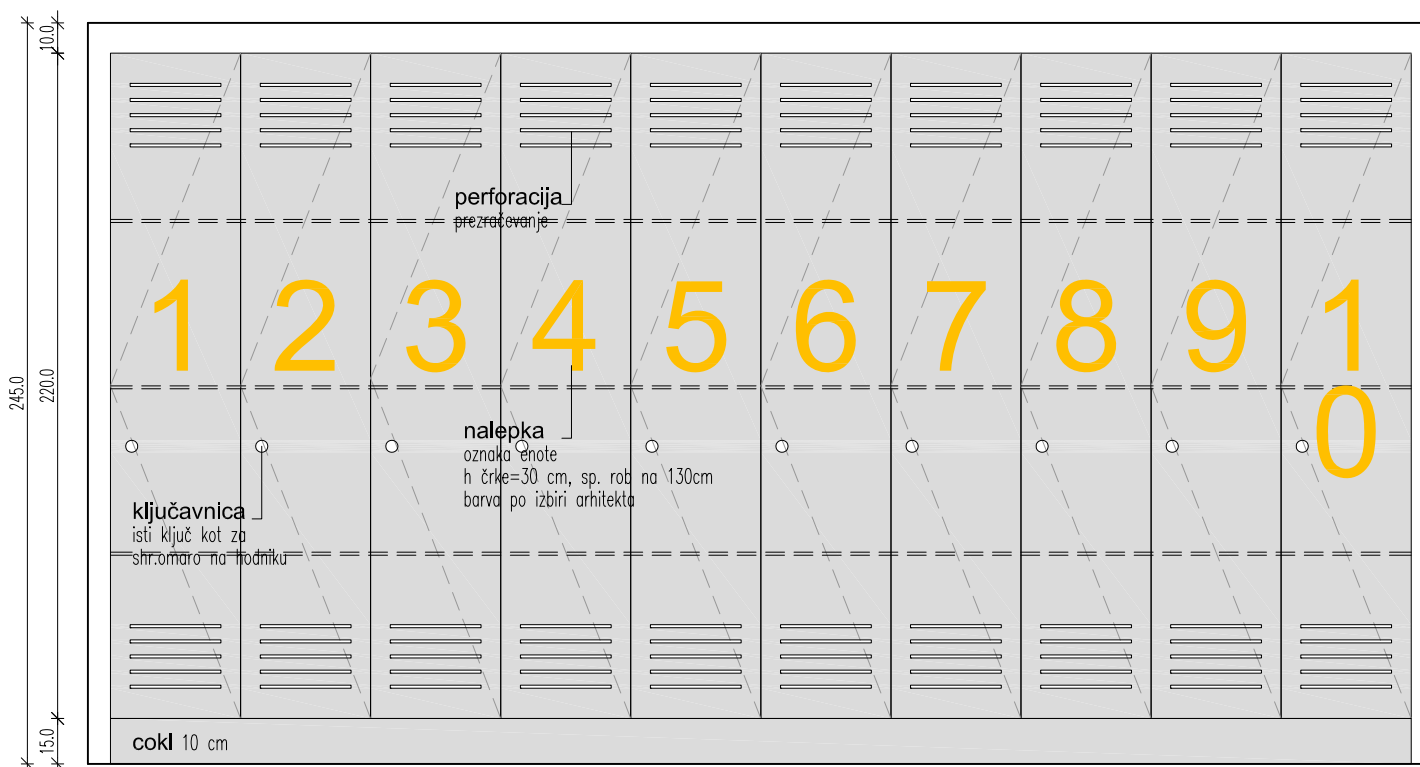 10.0
245.0
220.0
15.0
perforacija
prezračevanje
1 2 3 4 5 6 7 8 9 1
0
nalepka
oznaka enote
h črke=30 cm, sp. rob na 130cm
barva po izbiri arhitekta
ključavnica
isti ključ kot za
shr.omaro na hodniku
cokl 10 cm